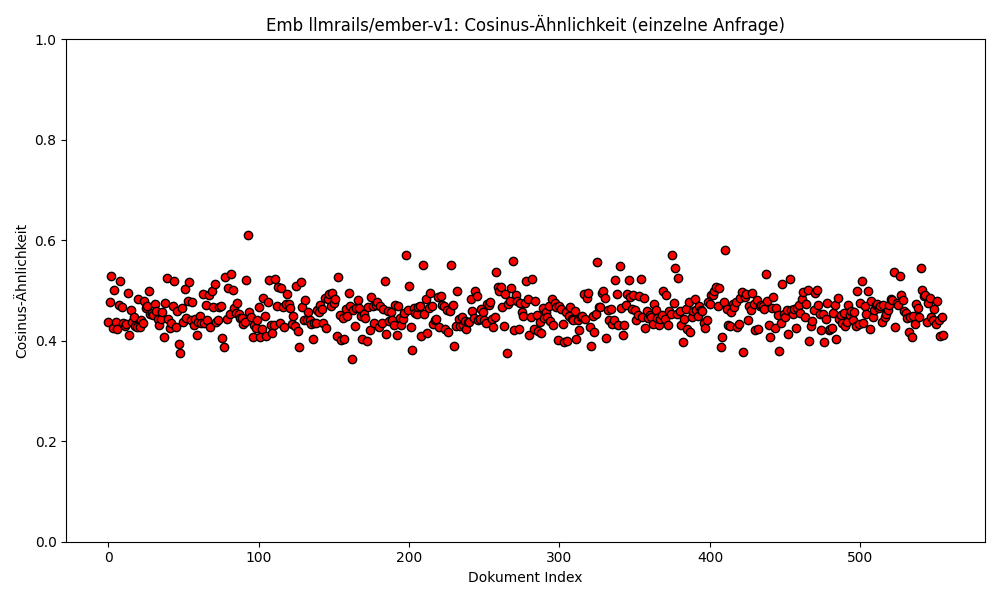 Emb llmrails/ember-v1: Cosinus-Ähnlichkeit (einzelne Anfrage)
1.0
0.8
0.6
0.4
0.2
0.0
Cosinus-Ähnlichkeit
0 100 200 300 400 500
Dokument Index